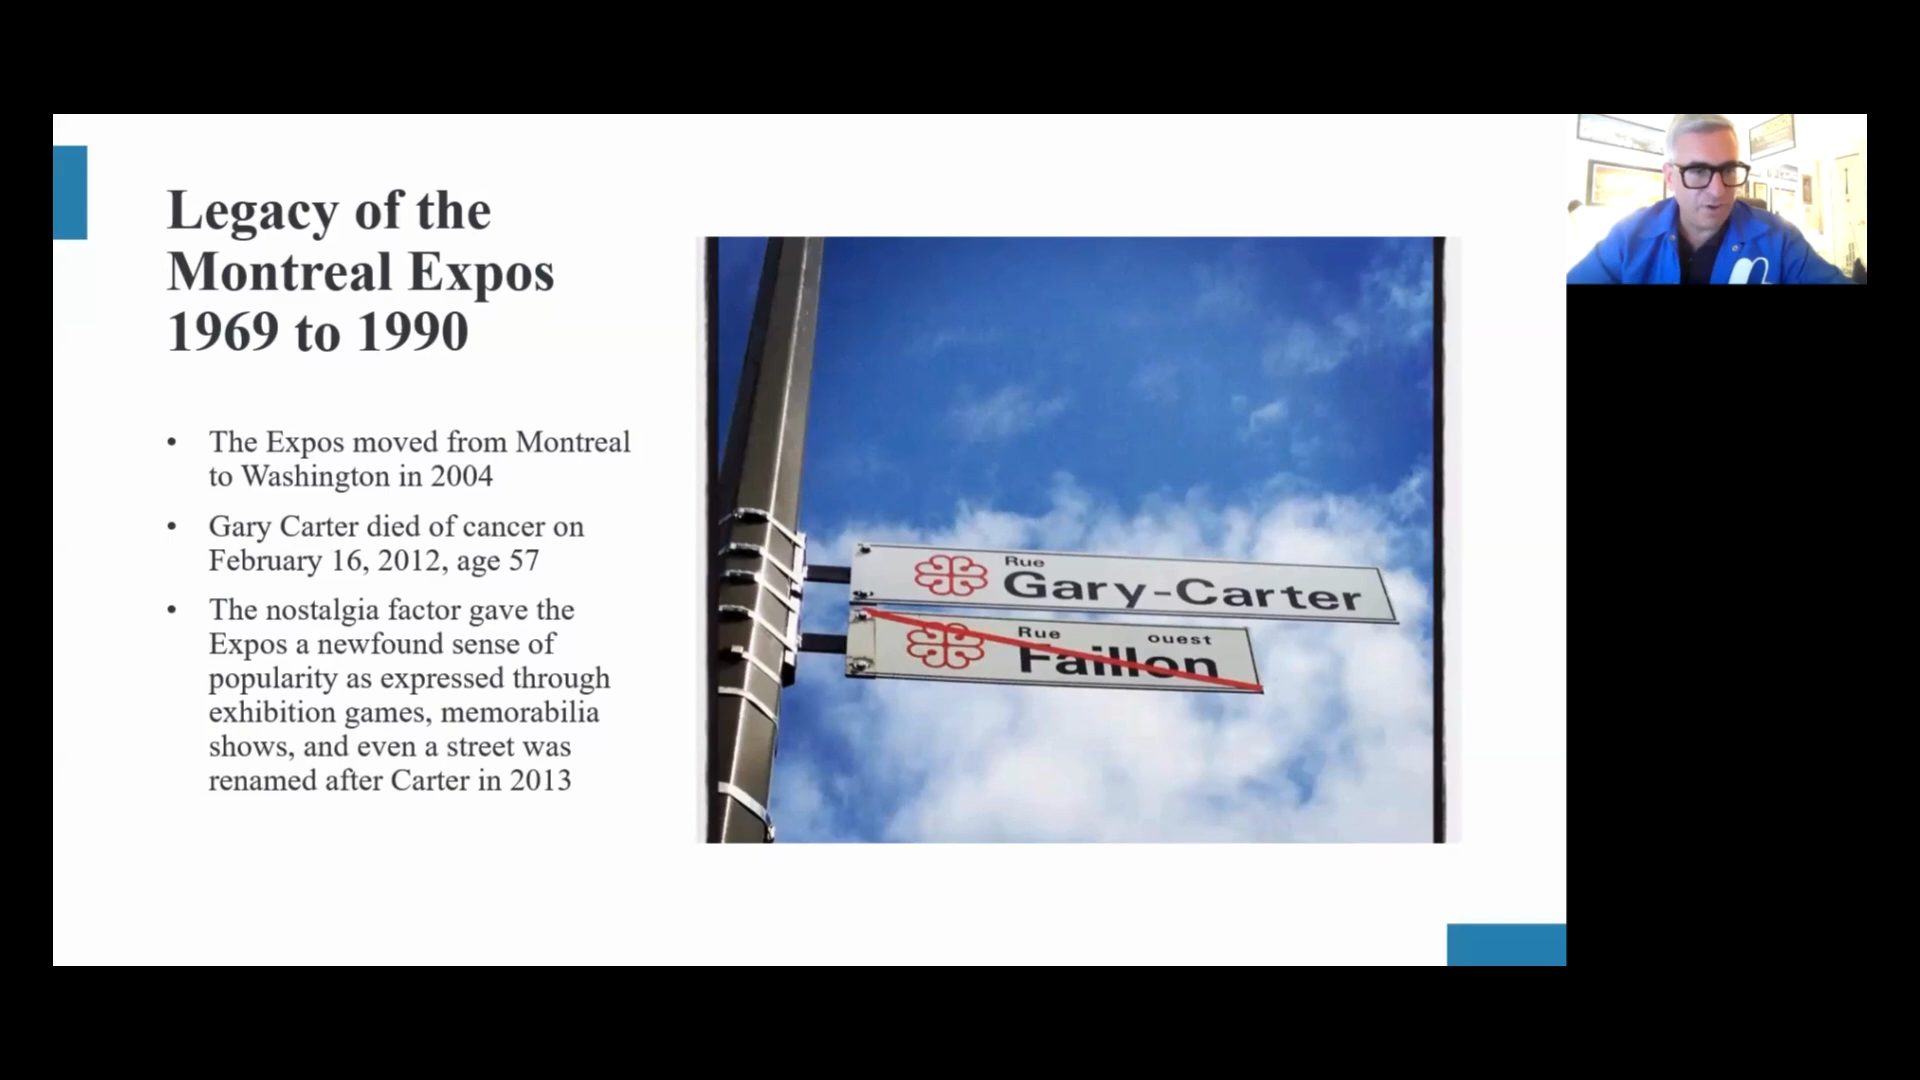 Legacy of the
Montreal Expos
1969 to 1990
• The Expos moved from Montreal
to Washington in 2004
• Gary Carter died of cancer on
February 16, 2012, age 57
• The nostalgia factor gave the
Expos a newfound sense of
popularity as expressed through
exhibition games, memorabilia
shows, and even a street was
renamed after Carter in 2013
Rue
Gary-Carter
Rue ouest
Faillon